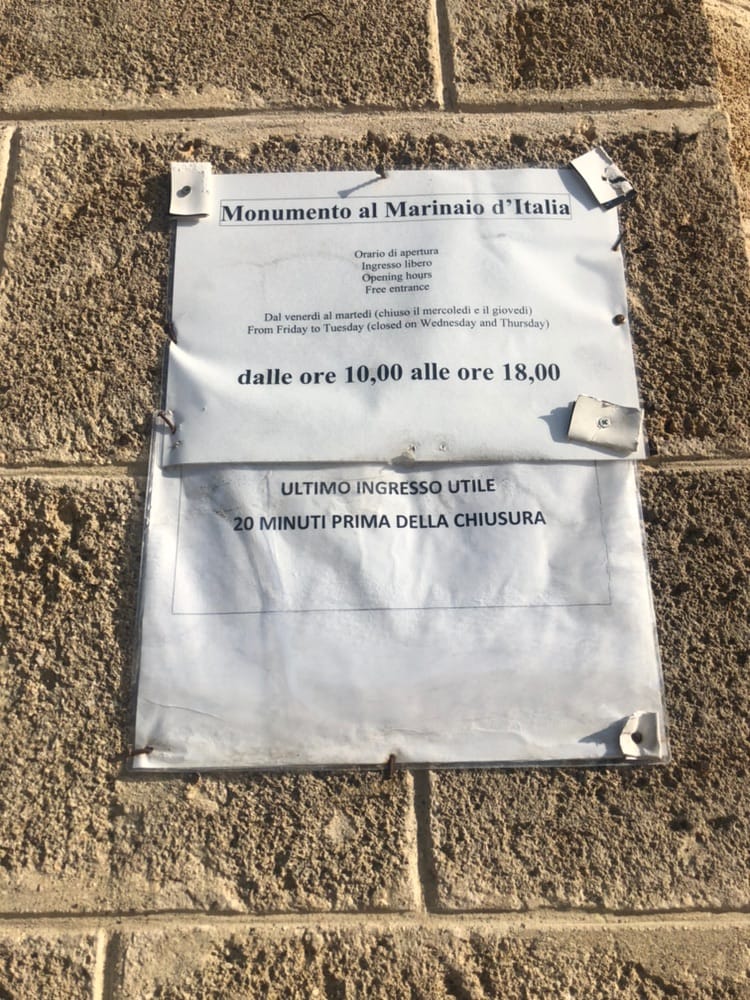 Monumento al Marinaio d'Italia
Orario di apertura
Ingresso libero
Opening hours
Free entrance
Dal venerdì al martedì (chiuso il mercoledì e il giovedì)
From Friday to Tuesday (closed on Wednesday and Thursday)
dalle ore 10,00 alle ore 18,00
ULTIMO INGRESSO UTILE
20 MINUTI PRIMA DELLA CHIUSURA